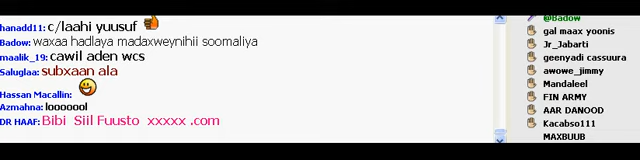 hanadd11: c/laahi yuusuf
Badow: waxaa hadlaya madaxweynihii soomaliya
maalik_19: cawil aden wcs
Saluglaa: subxaan ala
Hassan Macallin:
Azmahna: looooool
DR HAAF: Bibi Siil Fuusto xxxxx .com
@Badow
gal maax yoonis
Jr_Jabarti
geenyadi cassuura
awowe_jimmy
Mandaleel
FIN ARMY
AAR DANOOD
Kacabso111
MAXBUUB